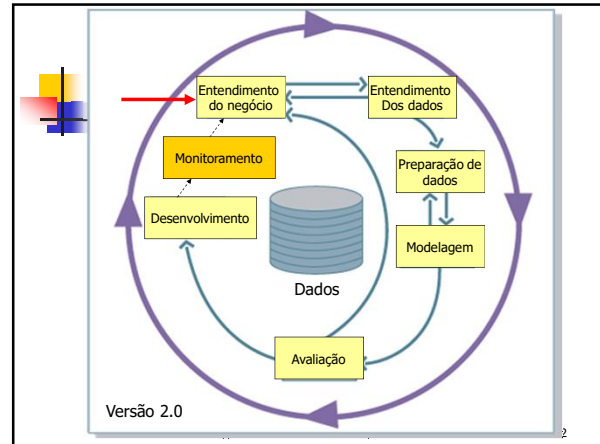 Entendimento
do negócio
Entendimento
Dos dados
Monitoramento
Preparação de
dados
Desenvolvimento
Modelagem
Dados
Avaliação
Versão 2.0
2